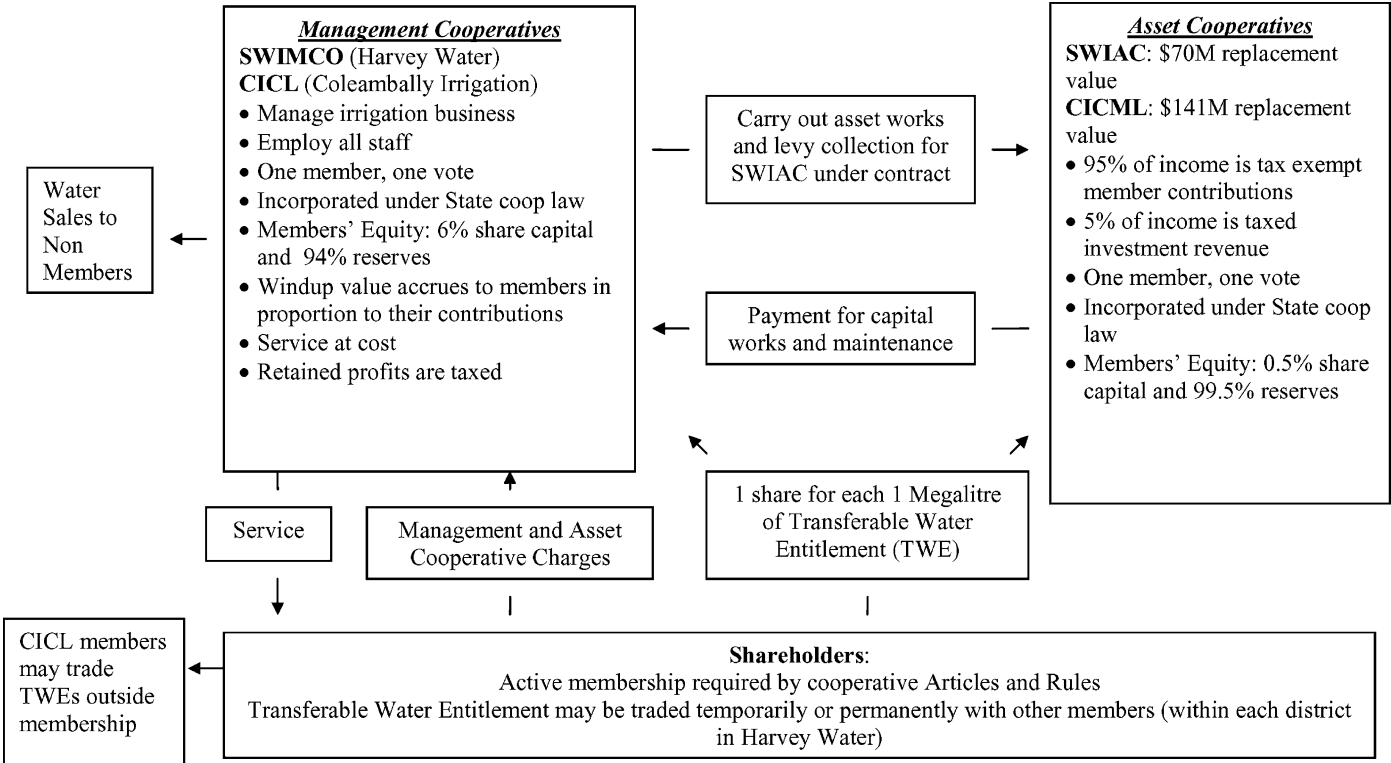 Management Cooperatives
SWIMCO (Harvey Water)
CICL (Coleambally Irrigation)
• Manage irrigation business
• Employ all staff
• One member, one vote
• Incorporated under State coop law
• Members’ Equity: 6% share capital
and 94% reserves
• Windup value accrues to members in
proportion to their contributions
• Service at cost
• Retained profits are taxed
Water
Sales to
Non
Members
Carry out asset works
and levy collection for
SWIAC under contract
Payment for capital
works and maintenance
Asset Cooperatives
SWIAC: $70M replacement
value
CICML: $141M replacement
value
• 95% of income is tax exempt
member contributions
• 5% of income is taxed
investment revenue
• One member, one vote
• Incorporated under State coop
law
• Members’ Equity: 0.5% share
capital and 99.5% reserves
Service
Management and Asset
Cooperative Charges
1 share for each 1 Megalitre
of Transferable Water
Entitlement (TWE)
CICL members
may trade
TWEs outside
membership
Shareholders:
Active membership required by cooperative Articles and Rules
Transferable Water Entitlement may be traded temporarily or permanently with other members (within each district
in Harvey Water)